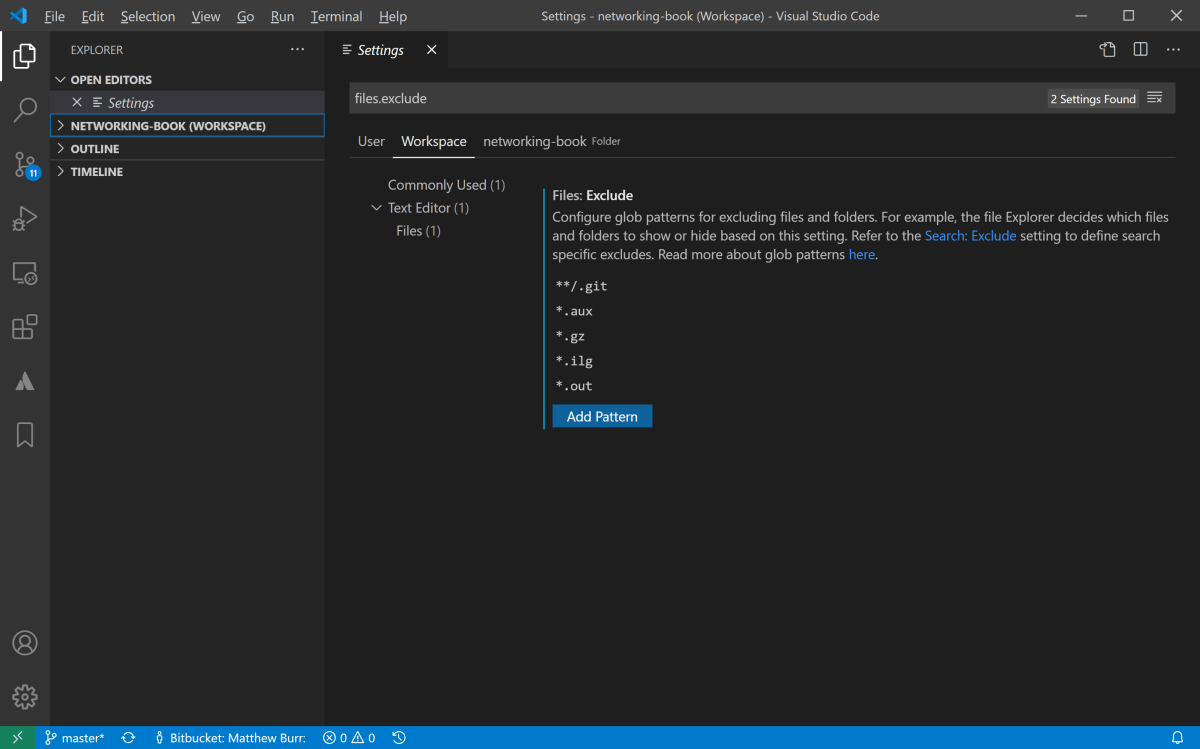 File Edit Selection View Go Run Terminal Help
Settings - networking-book (Workspace) - Visual Studio Code
EXPLORER
OPEN EDITORS
Settings
NETWORKING-BOOK (WORKSPACE)
OUTLINE
TIMELINE
11
Settings
files.exclude
2 Settings Found
User Workspace networking-book Folder
Commonly Used (1)
Text Editor (1)
Files (1)
Files: Exclude
Configure glob patterns for excluding files and folders. For example, the file Explorer decides which files
and folders to show or hide based on this setting. Refer to the Search: Exclude setting to define search
specific excludes. Read more about glob patterns here.
**/.git
*.aux
*.gz
*.ilg
*.out
Add Pattern
master* Bitbucket: Matthew Burr: 0 0